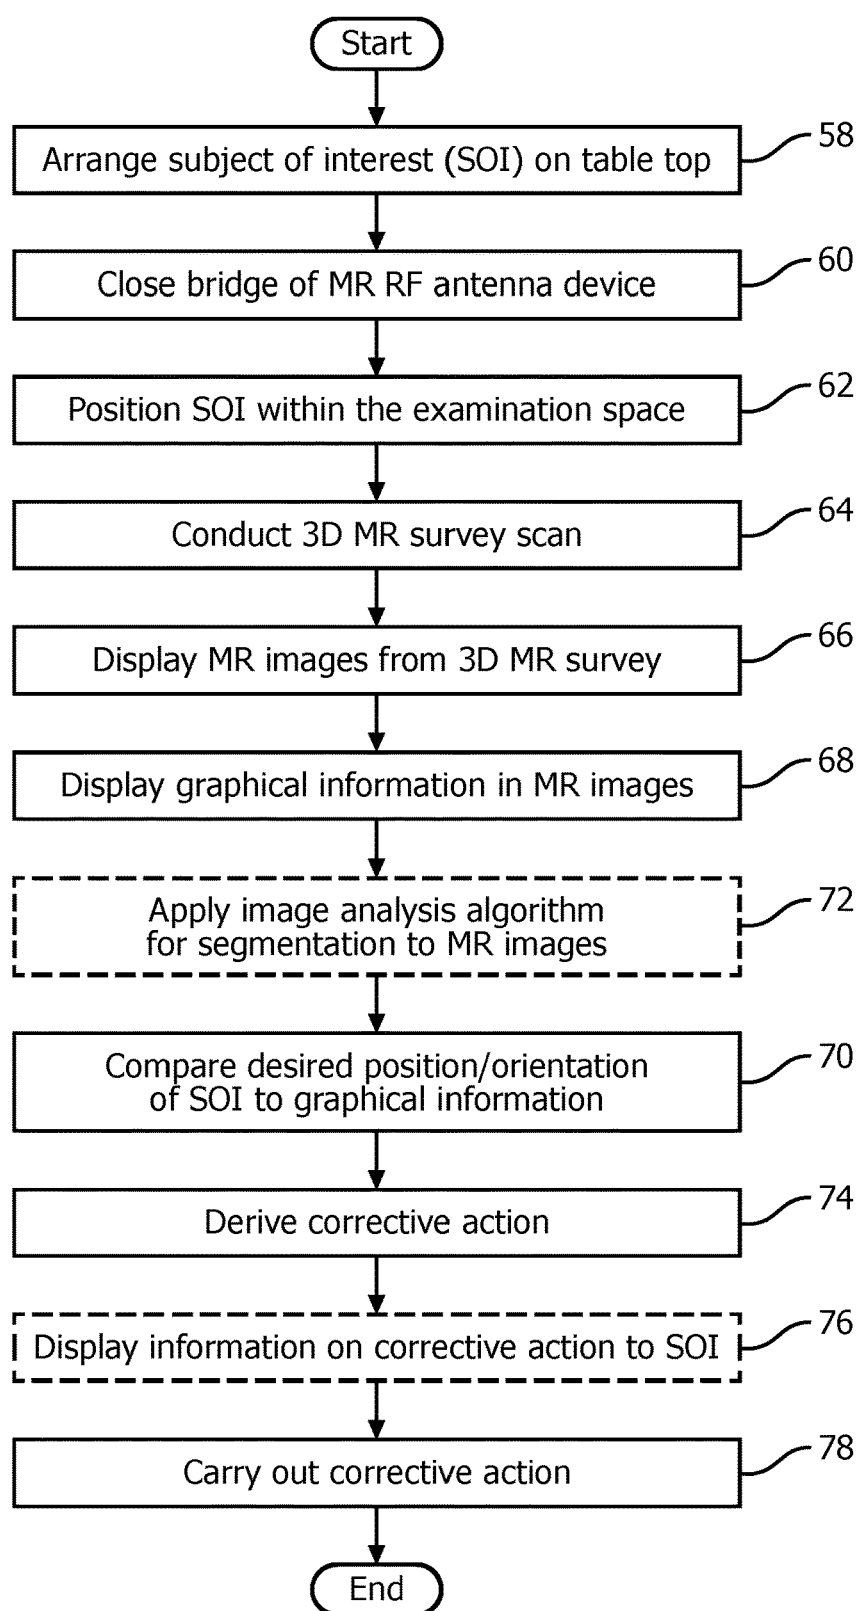 Start
Arrange subject of interest (SOI) on table top
58
Close bridge of MR RF antenna device
60
Position SOI within the examination space
62
Conduct 3D MR survey scan
64
Display MR images from 3D MR survey
66
Display graphical information in MR images
68
Apply image analysis algorithm
for segmentation to MR images
72
Compare desired position/orientation
of SOI to graphical information
70
Derive corrective action
74
Display information on corrective action to SOI
76
Carry out corrective action
78
End